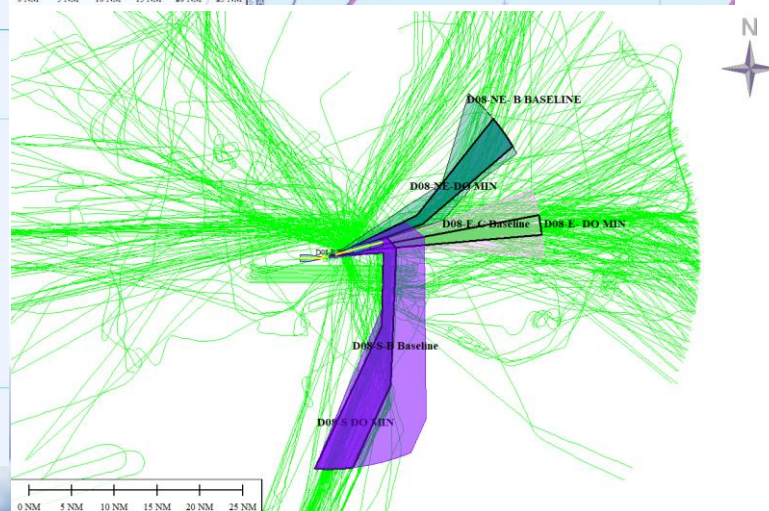 N
D08-NE- B BASELINE
D08-NE-DO MIN
D08-E-C Baseline
D08-E- DO MIN
D08-S-B Baseline
D08-S DO MIN
0 NM 5 NM 10 NM 15 NM 20 NM 25 NM